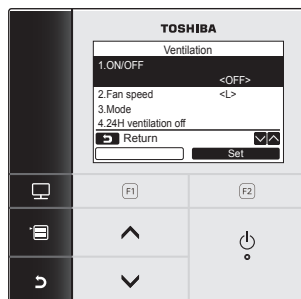 TOSHIBA
Ventilation
1.ON/OFF
<OFF>
2.Fan speed <L>
3.Mode
4.24H ventilation off
Return
Set
F1 F2